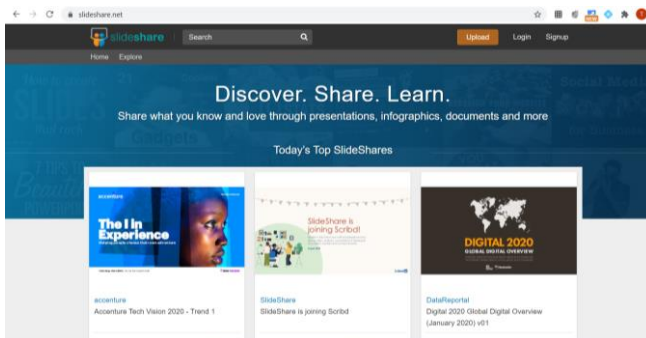 slideshare.net
slideshare
Search
Upload
Login
Signup
Home
Explore
Discover. Share. Learn.
Share what you know and love through presentations, infographics, documents and more
Today's Top SlideShares
accenture
The I in
Experience
SlideShare is
joining Scribd!
DIGITAL 2020
GLOBAL DIGITAL OVERVIEW
accenture
Accenture Tech Vision 2020 - Trend 1
SlideShare
SlideShare is joining Scribd
DataReportal
Digital 2020 Global Digital Overview
(January 2020) v01